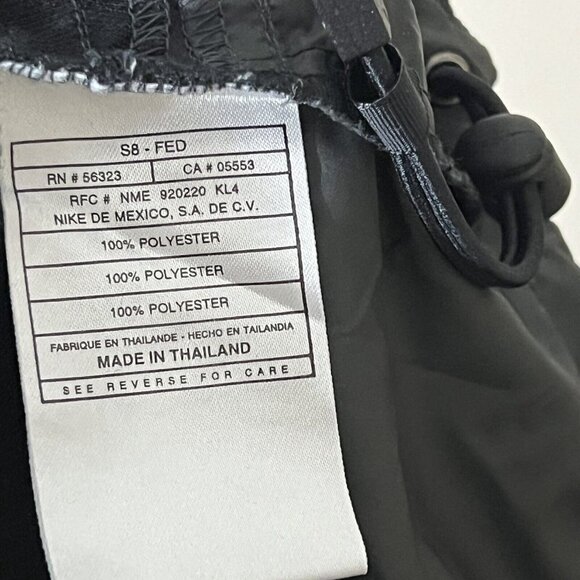 S8 - FED
RN # 56323 CA # 05553
RFC # NME 920220 KL4
NIKE DE MEXICO, S.A. DE C.V.
100% POLYESTER
100% POLYESTER
100% POLYESTER
FABRIQUE EN THAILANDE - HECHO EN TAILANDIA
MADE IN THAILAND
SEE REVERSE FOR CARE